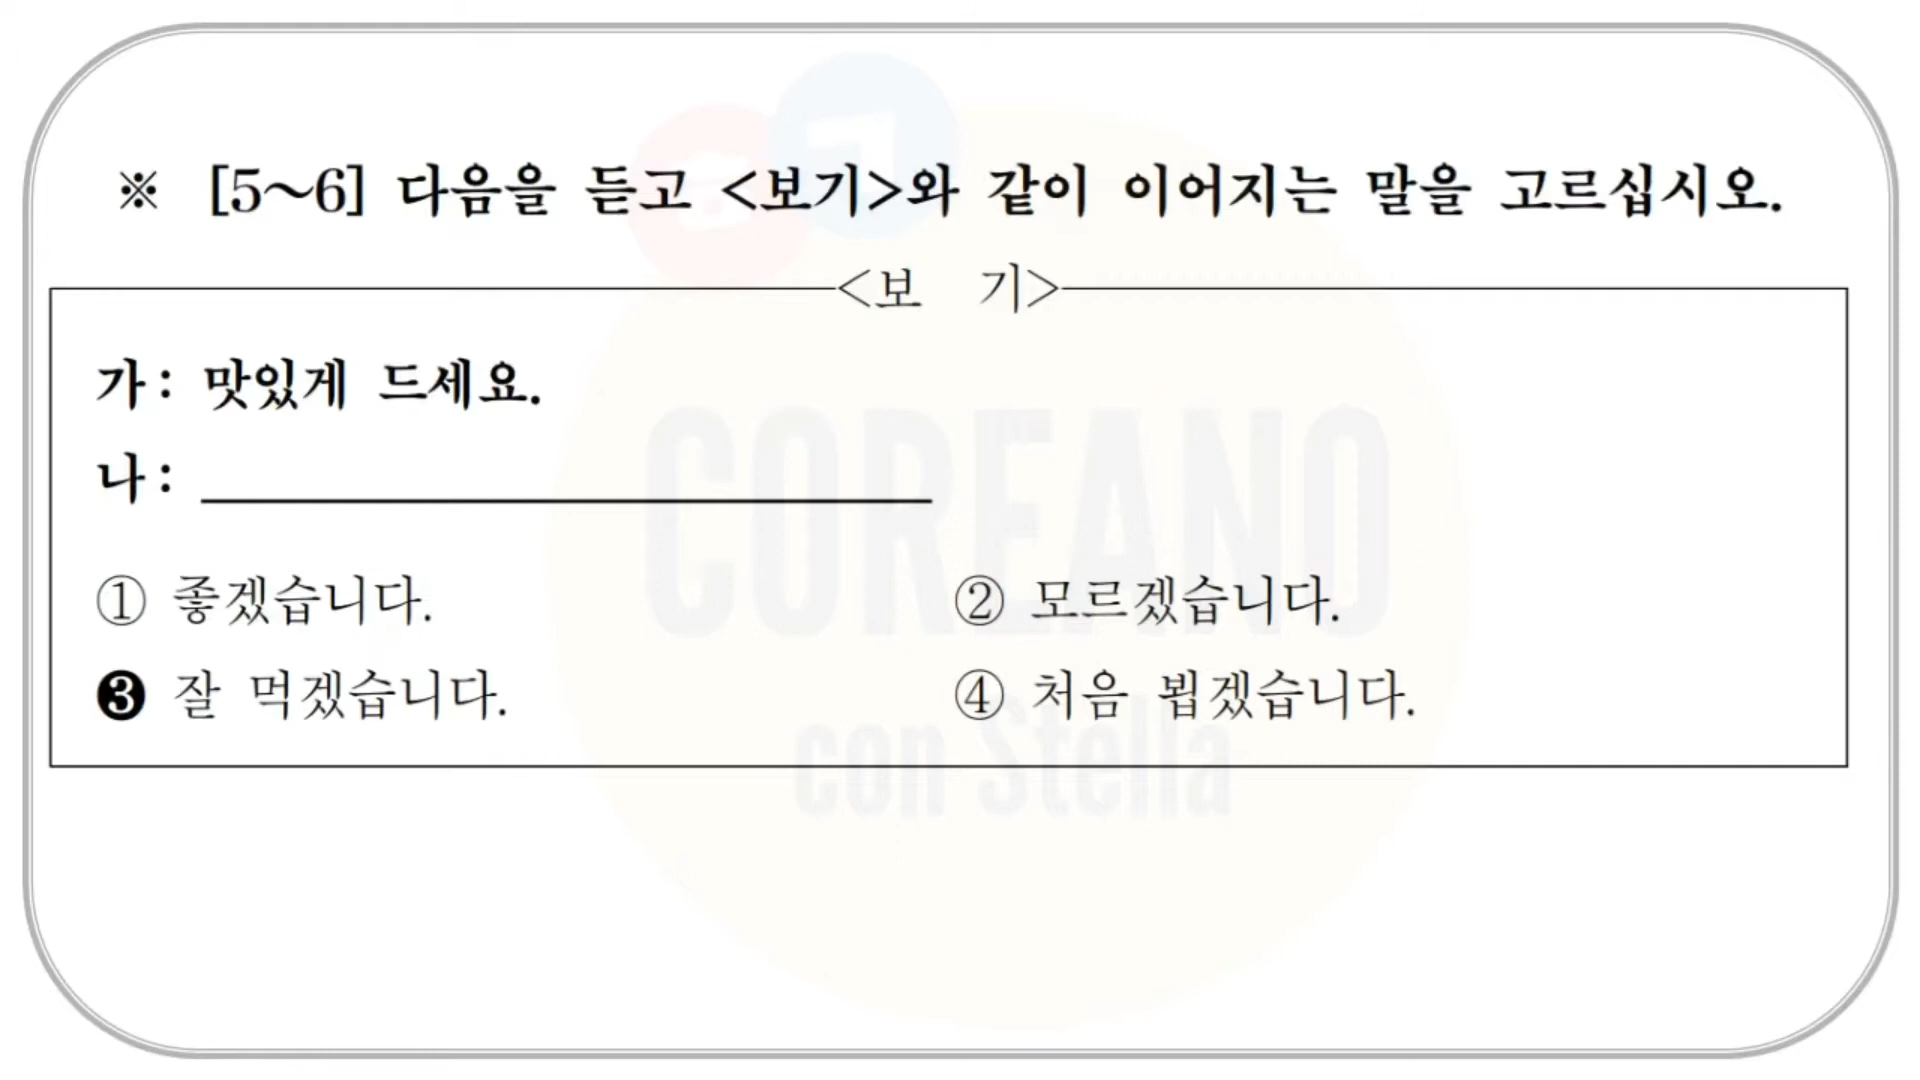 ※ [5~6] 다음을 듣고 <보기>와 같이 이어지는 말을 고르십시오.
<보 기>
가: 맛있게 드세요.
나: ____________________
① 좋겠습니다. ② 모르겠습니다.
❸ 잘 먹겠습니다. ④ 처음 뵙겠습니다.
COREANO
con Stella